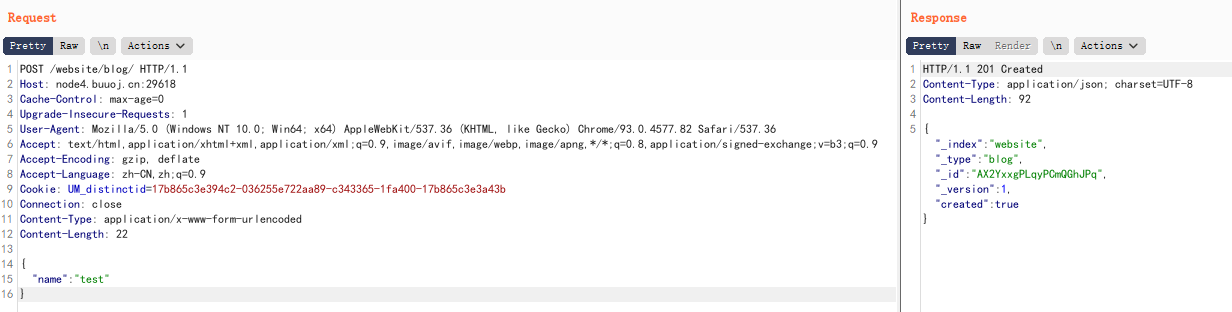 Request
Pretty Raw \n Actions
1 POST /website/blog/ HTTP/1.1
2 Host: node4.buuoj.cn:29618
3 Cache-Control: max-age=0
4 Upgrade-Insecure-Requests: 1
5 User-Agent: Mozilla/5.0 (Windows NT 10.0; Win64; x64) AppleWebKit/537.36 (KHTML, like Gecko) Chrome/93.0.4577.82 Safari/537.36
6 Accept: text/html,application/xhtml+xml,application/xml;q=0.9,image/avif,image/webp,image/apng,*/*;q=0.8,application/signed-exchange;v=b3;q=0.9
7 Accept-Encoding: gzip, deflate
8 Accept-Language: zh-CN,zh;q=0.9
9 Cookie: UM_distinctid=17b865c3e394c2-036255e722aa89-c343365-1fa400-17b865c3e3a43b
10 Connection: close
11 Content-Type: application/x-www-form-urlencoded
12 Content-Length: 22
13
14 {
15 "name":"test"
16 }
Response
Pretty Raw Render \n Actions
1 HTTP/1.1 201 Created
2 Content-Type: application/json; charset=UTF-8
3 Content-Length: 92
4
5 {
"_index":"website",
"_type":"blog",
"_id":"AX2YxxgPLqyPCmQGhJPq",
"_version":1,
"created":true
}